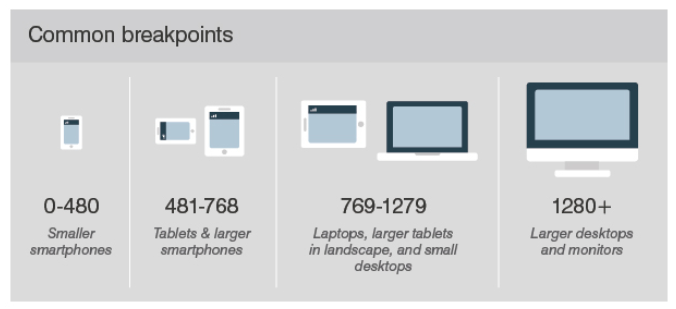 Common breakpoints
0-480
Smaller
smartphones
481-768
Tablets & larger
smartphones
769-1279
Laptops, larger tablets
in landscape, and small
desktops
1280+
Larger desktops
and monitors